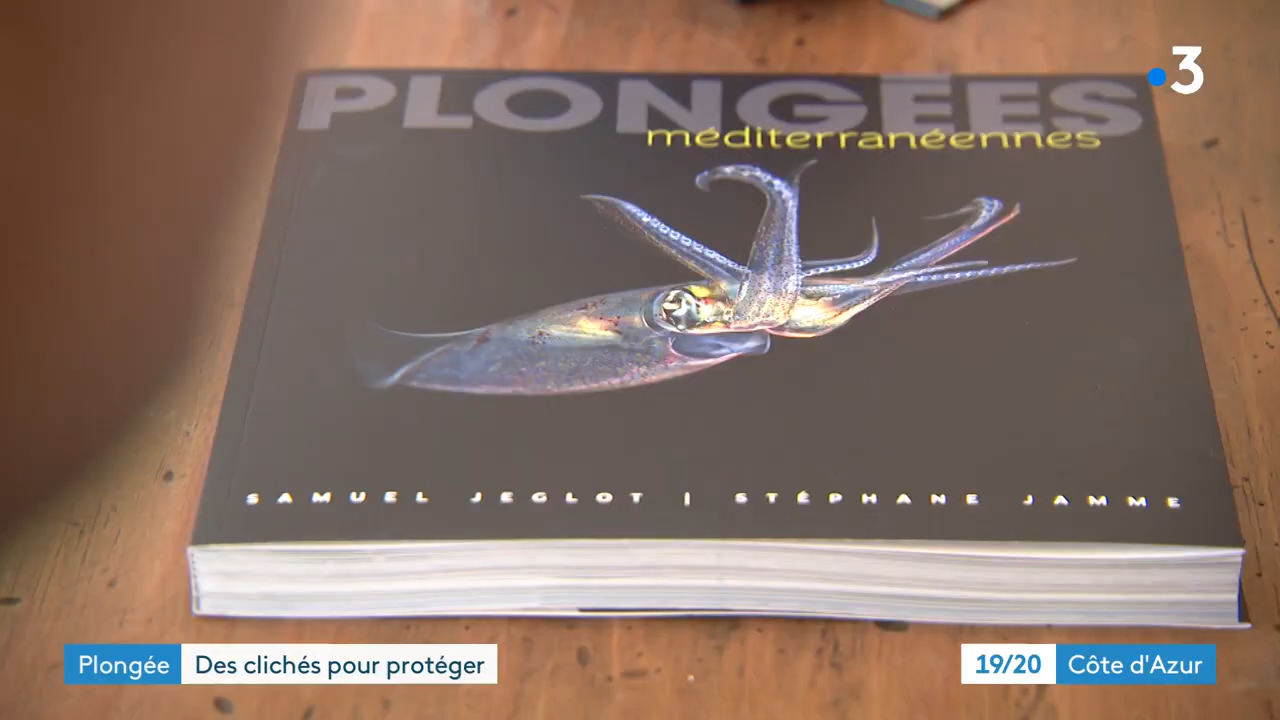 3
PLONGÉES
méditerranéennes
SAMUEL JEGLOT | STÉPHANE JAMME
Plongée Des clichés pour protéger
19/20 Côte d'Azur